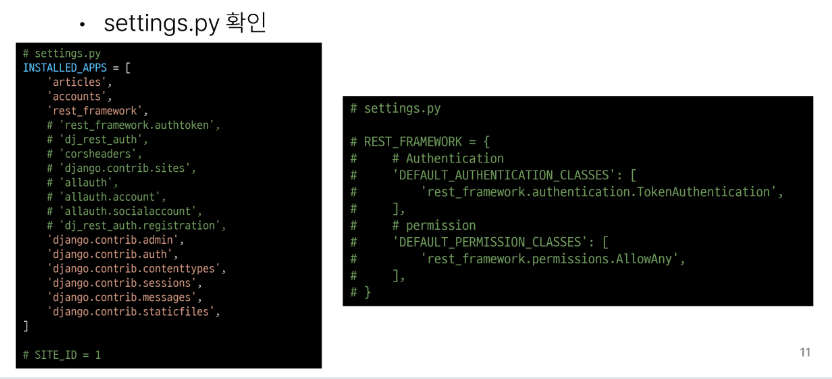 • settings.py 확인
# settings.py
INSTALLED_APPS = [
    'articles',
    'accounts',
    'rest_framework',
    # 'rest_framework.authtoken',
    # 'dj_rest_auth',
    # 'corsheaders',
    # 'django.contrib.sites',
    # 'allauth',
    # 'allauth.account',
    # 'allauth.socialaccount',
    # 'dj_rest_auth.registration',
    'django.contrib.admin',
    'django.contrib.auth',
    'django.contrib.contenttypes',
    'django.contrib.sessions',
    'django.contrib.messages',
    'django.contrib.staticfiles',
]
# SITE_ID = 1
# settings.py
# REST_FRAMEWORK = {
#     # Authentication
#     'DEFAULT_AUTHENTICATION_CLASSES': [
#         'rest_framework.authentication.TokenAuthentication',
#     ],
#     # permission
#     'DEFAULT_PERMISSION_CLASSES': [
#         'rest_framework.permissions.AllowAny',
#     ],
# }
11